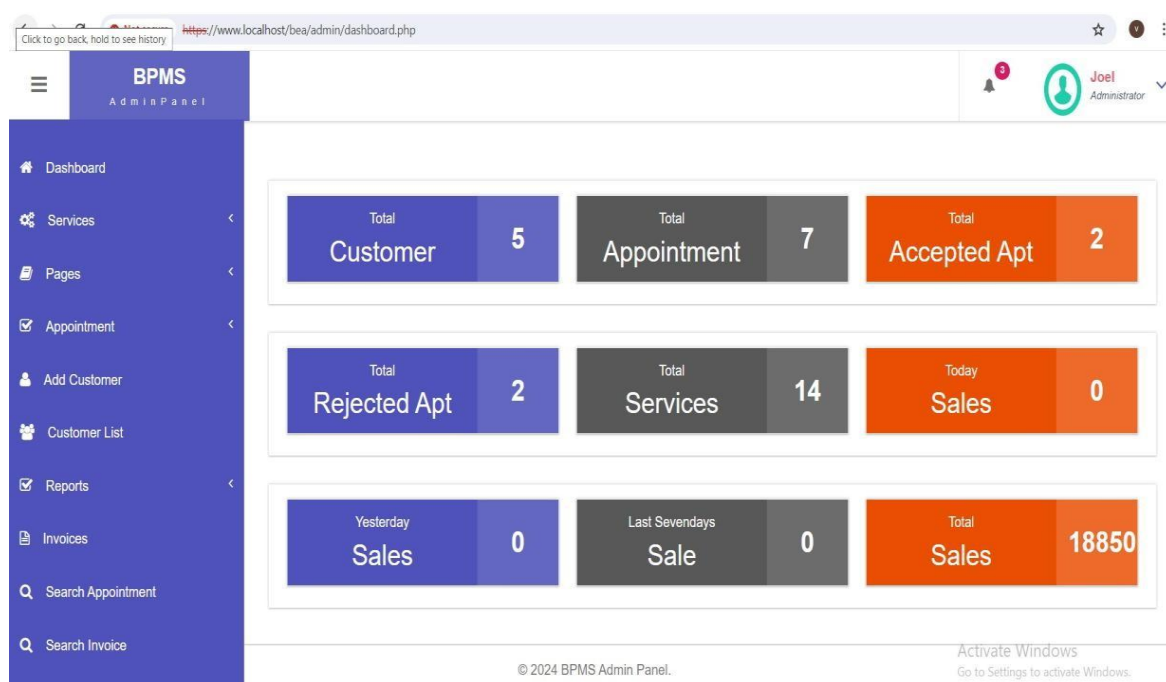 https://www.localhost/bea/admin/dashboard.php
Click to go back, hold to see history
V
BPMS
AdminPanel
3
Joel
Administrator
Dashboard
Services
Pages
Appointment
Add Customer
Customer List
Reports
Invoices
Search Appointment
Search Invoice
Total
Customer
5
Total
Appointment
7
Total
Accepted Apt
2
Total
Rejected Apt
2
Total
Services
14
Today
Sales
0
Yesterday
Sales
0
Last Sevendays
Sale
0
Total
Sales
18850
© 2024 BPMS Admin Panel.
Activate Windows
Go to Settings to activate Windows.